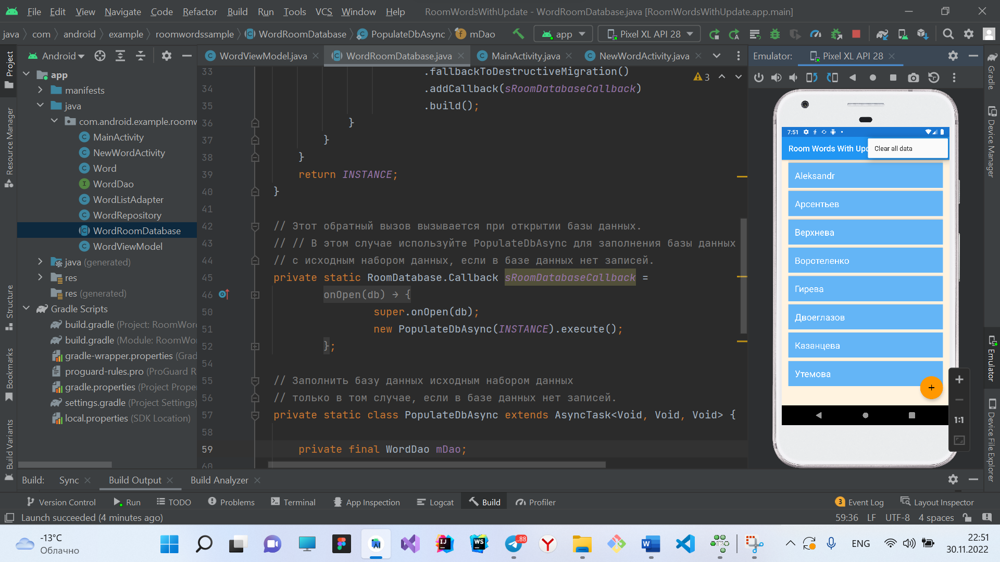 File Edit View Navigate Code Refactor Build Run Tools VCS Window Help RoomWordsWithUpdate - WordRoomDatabase.java [RoomWordsWithUpdate.app.main]
java com android example roomwordssample WordRoomDatabase PopulateDbAsync mDao app Pixel XL API 28
Android WordViewModel.java WordRoomDatabase.java MainActivity.java NewWordActivity.java Emulator: Pixel XL API 28
Project
Resource Manager
Structure
Bookmarks
Build Variants
app
manifests
java
com.android.example.roomw
MainActivity
NewWordActivity
Word
WordDao
WordListAdapter
WordRepository
WordRoomDatabase
WordViewModel
java (generated)
res
res (generated)
Gradle Scripts
build.gradle (Project: RoomWord
build.gradle (Module: RoomWo
gradle-wrapper.properties (Grad
proguard-rules.pro (ProGuard R
gradle.properties (Project Proper
settings.gradle (Project Settings)
local.properties (SDK Location)
3
33 .fallbackToDestructiveMigration()
34 .addCallback(sRoomDatabaseCallback)
35 .build();
36 }
37 }
38 }
39 return INSTANCE;
40 }
41
42 // Этот обратный вызов вызывается при открытии базы данных.
43 // // В этом случае используйте PopulateDbAsync для заполнения базы данных
44 // с исходным набором данных, если в базе данных нет записей.
45 private static RoomDatabase.Callback sRoomDatabaseCallback =
46 onOpen(db) → {
50 super.onOpen(db);
51 new PopulateDbAsync(INSTANCE).execute();
52 };
54
55 // Заполнить базу данных исходным набором данных
56 // только в том случае, если в базе данных нет записей.
57 private static class PopulateDbAsync extends AsyncTask<Void, Void, Void> {
58
59 private final WordDao mDao;
60
7:51
Room Words With Upd
Clear all data
Aleksandr
Арсентьев
Верхнева
Воротеленко
Гирева
Двоеглазов
Казанцева
Утемова
+
1:1
Gradle
Device Manager
Emulator
Device File Explorer
Build: Sync Build Output Build Analyzer
Version Control Run TODO Problems Terminal App Inspection Logcat Build Profiler 3 Event Log Layout Inspector
Launch succeeded (4 minutes ago) 59:36 LF UTF-8 4 spaces
-13°C
Облачно
IJ
WS
..88
ENG
22:51
30.11.2022